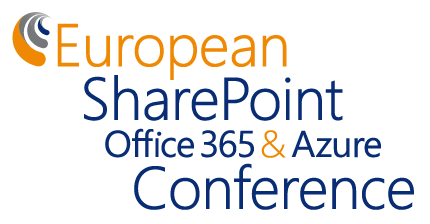 European
SharePoint
Office 365 & Azure
Conference